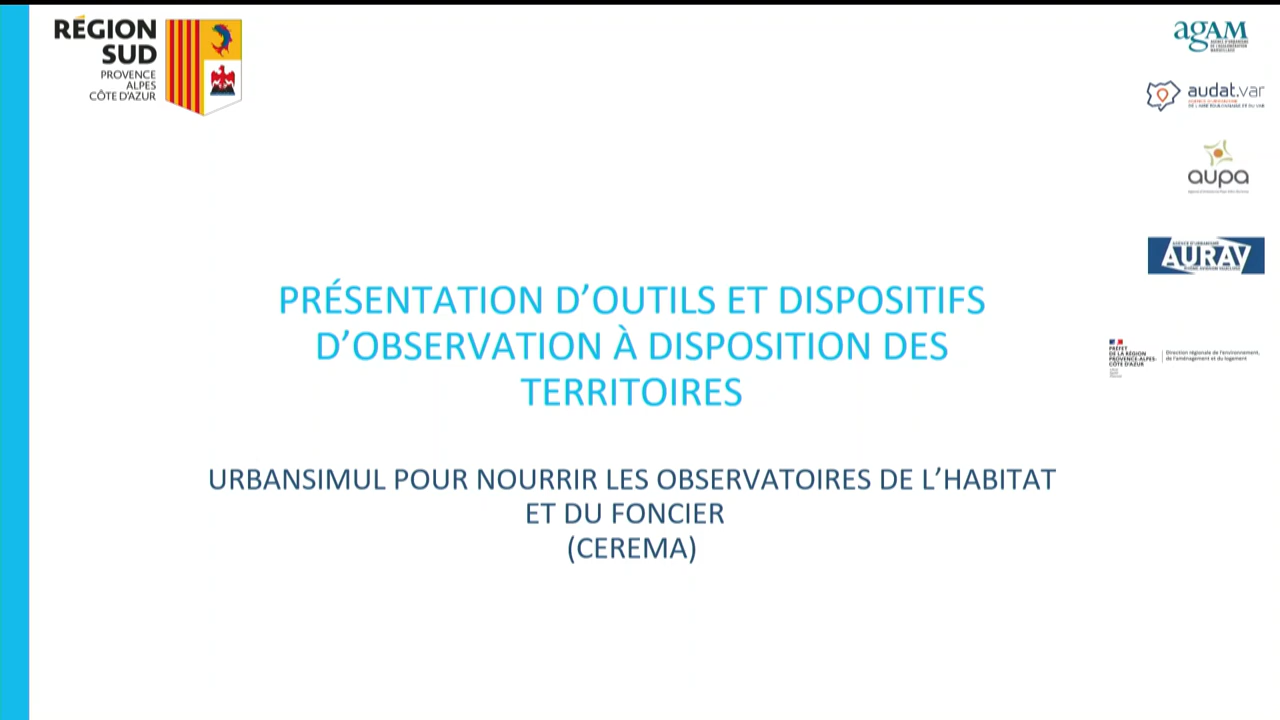 RÉGION
SUD
PROVENCE
ALPES
CÔTE D'AZUR
agam
audat.var
aupa
AURAV
PRÉSENTATION D'OUTILS ET DISPOSITIFS
D'OBSERVATION À DISPOSITION DES
TERRITOIRES
PRÉFET
DE LA RÉGION
PROVENCE-ALPES-
CÔTE D'AZUR
Direction régionale de l'environnement,
de l'aménagement et du logement
URBANSIMUL POUR NOURRIR LES OBSERVATOIRES DE L'HABITAT
ET DU FONCIER
(CEREMA)